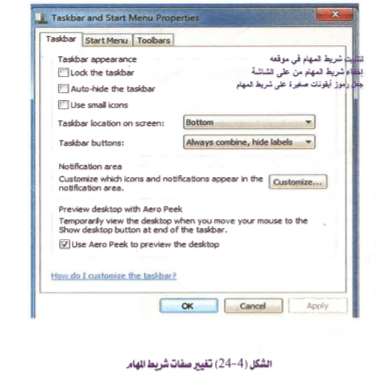 Taskbar and Start Menu Properties
Taskbar Start Menu Toolbars
Taskbar appearance
Lock the taskbar
لتثبيت شريط المهام في موقعه
Auto-hide the taskbar
إخفاء شريط المهام من على الشاشة
Use small icons
جعل رموز أيقونات صغيرة على شريط المهام
Taskbar location on screen: Bottom
Taskbar buttons: Always combine, hide labels
Notification area
Customize which icons and notifications appear in the
notification area.
Customize...
Preview desktop with Aero Peek
Temporarily view the desktop when you move your mouse to the
Show desktop button at end of the taskbar.
Use Aero Peek to preview the desktop
How do I customize the taskbar?
OK Cancel Apply
الشكل (4-24) تغيير صفات شريط المهام